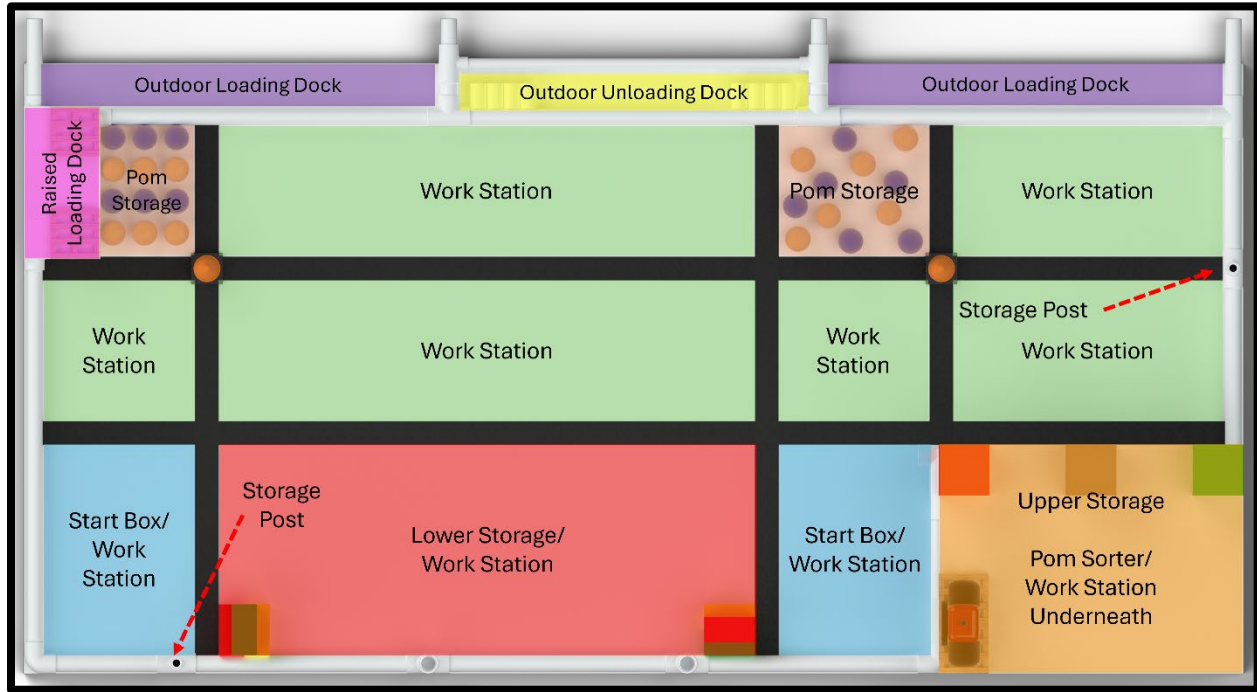 Outdoor Loading Dock
Outdoor Unloading Dock
Outdoor Loading Dock
Raised
Loading Dock
Pom
Storage
Work Station
Pom Storage
Work Station
Storage Post
Work
Station
Work Station
Work
Station
Work Station
Storage
Post
Start Box/
Work
Station
Lower Storage/
Work Station
Start Box/
Work Station
Upper Storage
Pom Sorter/
Work Station
Underneath